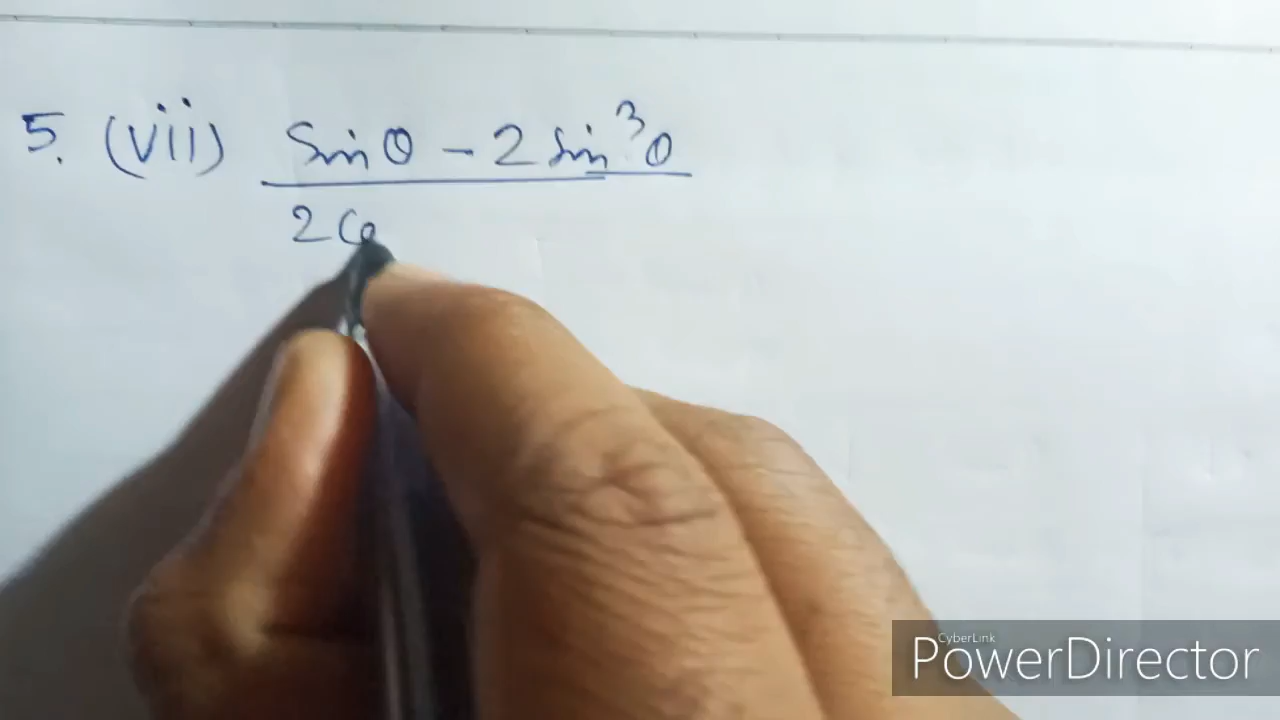 5. (vii) Sinθ - 2 sin³θ
2 Co
CyberLink
PowerDirector